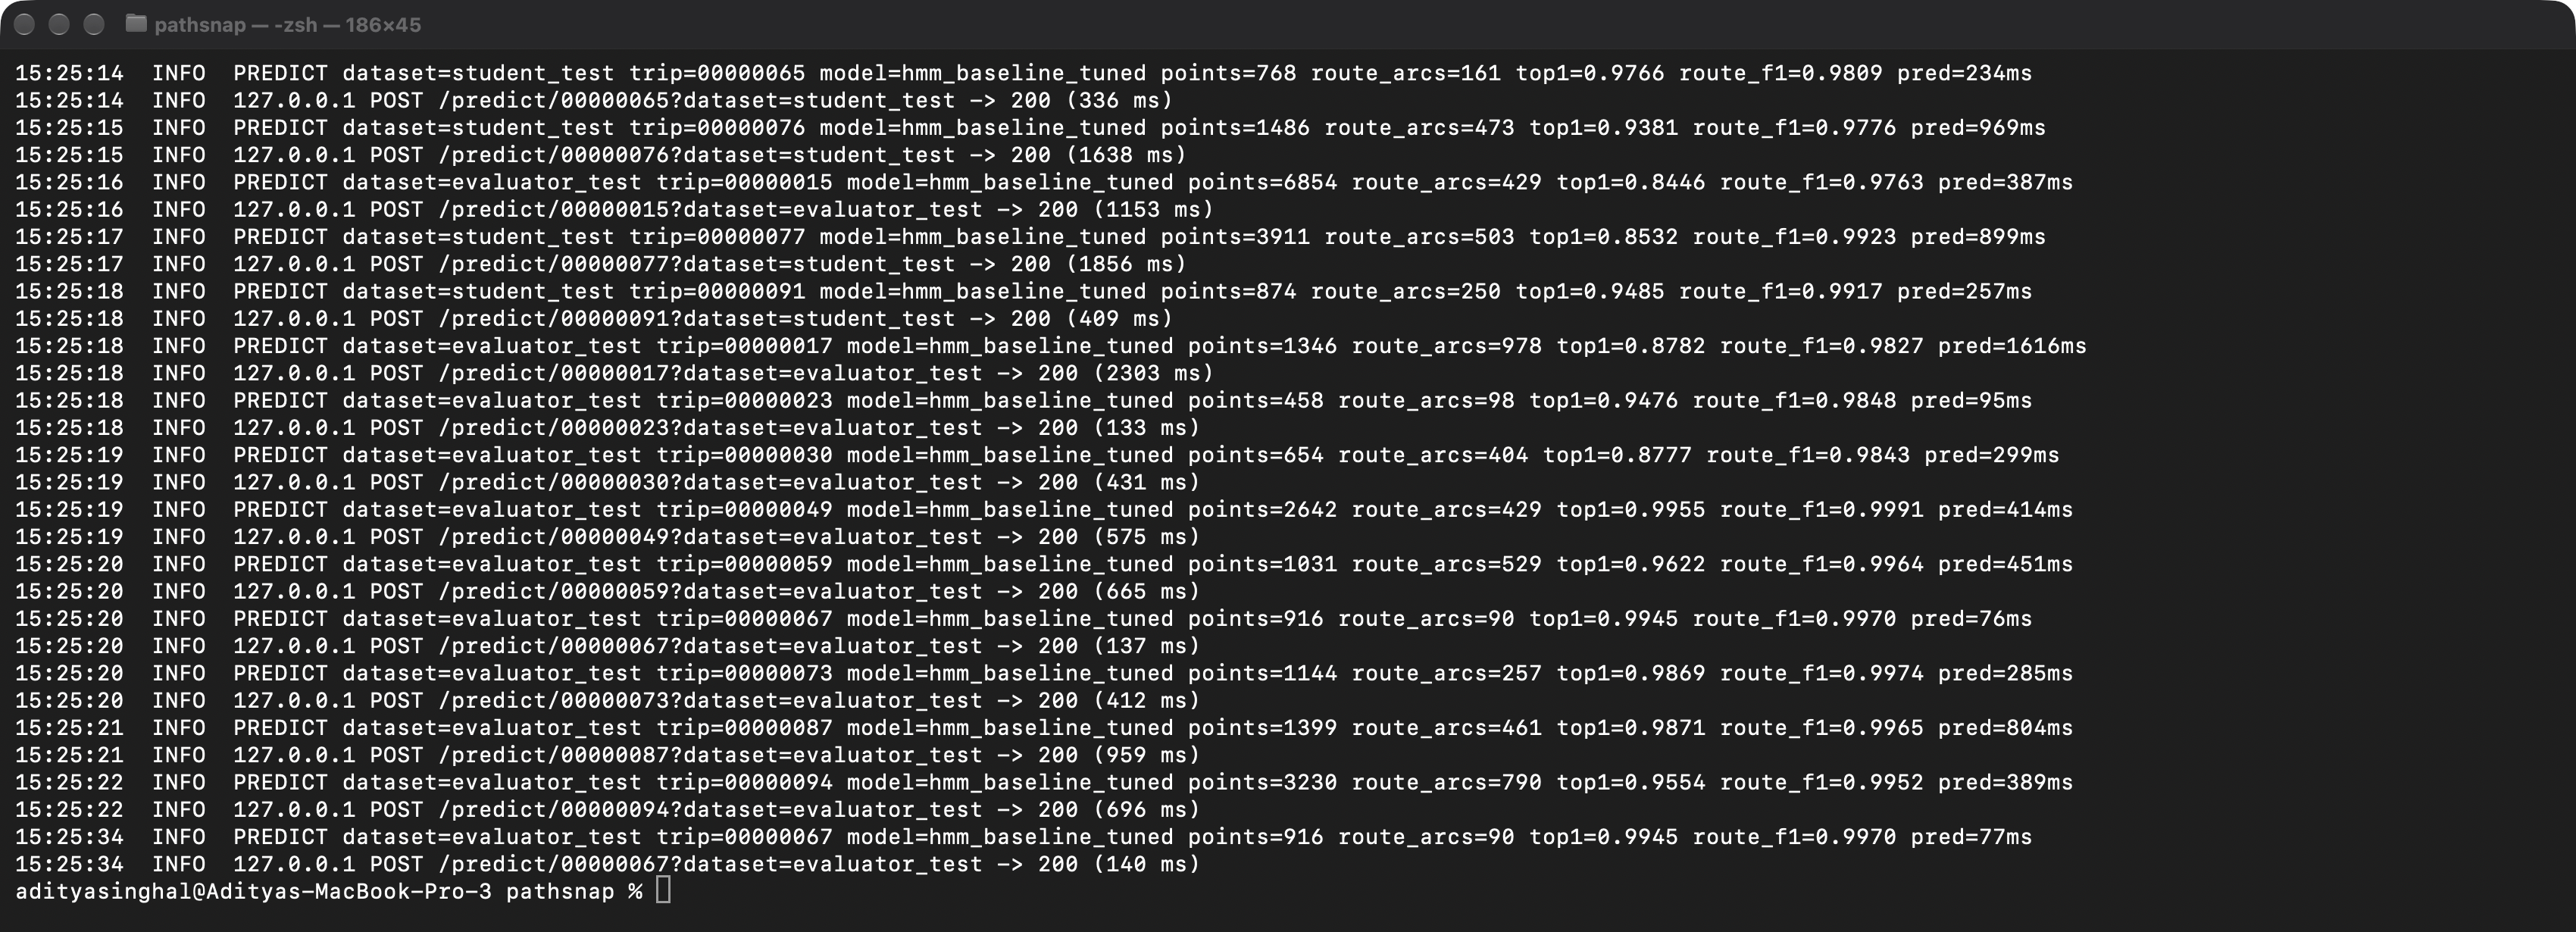 pathsnap — -zsh — 186×45
15:25:14  INFO  PREDICT dataset=student_test trip=00000065 model=hmm_baseline_tuned points=768 route_arcs=161 top1=0.9766 route_f1=0.9809 pred=234ms
15:25:14  INFO  127.0.0.1 POST /predict/00000065?dataset=student_test -> 200 (336 ms)
15:25:15  INFO  PREDICT dataset=student_test trip=00000076 model=hmm_baseline_tuned points=1486 route_arcs=473 top1=0.9381 route_f1=0.9776 pred=969ms
15:25:15  INFO  127.0.0.1 POST /predict/00000076?dataset=student_test -> 200 (1638 ms)
15:25:16  INFO  PREDICT dataset=evaluator_test trip=00000015 model=hmm_baseline_tuned points=6854 route_arcs=429 top1=0.8446 route_f1=0.9763 pred=387ms
15:25:16  INFO  127.0.0.1 POST /predict/00000015?dataset=evaluator_test -> 200 (1153 ms)
15:25:17  INFO  PREDICT dataset=student_test trip=00000077 model=hmm_baseline_tuned points=3911 route_arcs=503 top1=0.8532 route_f1=0.9923 pred=899ms
15:25:17  INFO  127.0.0.1 POST /predict/00000077?dataset=student_test -> 200 (1856 ms)
15:25:18  INFO  PREDICT dataset=student_test trip=00000091 model=hmm_baseline_tuned points=874 route_arcs=250 top1=0.9485 route_f1=0.9917 pred=257ms
15:25:18  INFO  127.0.0.1 POST /predict/00000091?dataset=student_test -> 200 (409 ms)
15:25:18  INFO  PREDICT dataset=evaluator_test trip=00000017 model=hmm_baseline_tuned points=1346 route_arcs=978 top1=0.8782 route_f1=0.9827 pred=1616ms
15:25:18  INFO  127.0.0.1 POST /predict/00000017?dataset=evaluator_test -> 200 (2303 ms)
15:25:18  INFO  PREDICT dataset=evaluator_test trip=00000023 model=hmm_baseline_tuned points=458 route_arcs=98 top1=0.9476 route_f1=0.9848 pred=95ms
15:25:18  INFO  127.0.0.1 POST /predict/00000023?dataset=evaluator_test -> 200 (133 ms)
15:25:19  INFO  PREDICT dataset=evaluator_test trip=00000030 model=hmm_baseline_tuned points=654 route_arcs=404 top1=0.8777 route_f1=0.9843 pred=299ms
15:25:19  INFO  127.0.0.1 POST /predict/00000030?dataset=evaluator_test -> 200 (431 ms)
15:25:19  INFO  PREDICT dataset=evaluator_test trip=00000049 model=hmm_baseline_tuned points=2642 route_arcs=429 top1=0.9955 route_f1=0.9991 pred=414ms
15:25:19  INFO  127.0.0.1 POST /predict/00000049?dataset=evaluator_test -> 200 (575 ms)
15:25:20  INFO  PREDICT dataset=evaluator_test trip=00000059 model=hmm_baseline_tuned points=1031 route_arcs=529 top1=0.9622 route_f1=0.9964 pred=451ms
15:25:20  INFO  127.0.0.1 POST /predict/00000059?dataset=evaluator_test -> 200 (665 ms)
15:25:20  INFO  PREDICT dataset=evaluator_test trip=00000067 model=hmm_baseline_tuned points=916 route_arcs=90 top1=0.9945 route_f1=0.9970 pred=76ms
15:25:20  INFO  127.0.0.1 POST /predict/00000067?dataset=evaluator_test -> 200 (137 ms)
15:25:20  INFO  PREDICT dataset=evaluator_test trip=00000073 model=hmm_baseline_tuned points=1144 route_arcs=257 top1=0.9869 route_f1=0.9974 pred=285ms
15:25:20  INFO  127.0.0.1 POST /predict/00000073?dataset=evaluator_test -> 200 (412 ms)
15:25:21  INFO  PREDICT dataset=evaluator_test trip=00000087 model=hmm_baseline_tuned points=1399 route_arcs=461 top1=0.9871 route_f1=0.9965 pred=804ms
15:25:21  INFO  127.0.0.1 POST /predict/00000087?dataset=evaluator_test -> 200 (959 ms)
15:25:22  INFO  PREDICT dataset=evaluator_test trip=00000094 model=hmm_baseline_tuned points=3230 route_arcs=790 top1=0.9554 route_f1=0.9952 pred=389ms
15:25:22  INFO  127.0.0.1 POST /predict/00000094?dataset=evaluator_test -> 200 (696 ms)
15:25:34  INFO  PREDICT dataset=evaluator_test trip=00000067 model=hmm_baseline_tuned points=916 route_arcs=90 top1=0.9945 route_f1=0.9970 pred=77ms
15:25:34  INFO  127.0.0.1 POST /predict/00000067?dataset=evaluator_test -> 200 (140 ms)
adityasinghal@Adityas-MacBook-Pro-3 pathsnap %